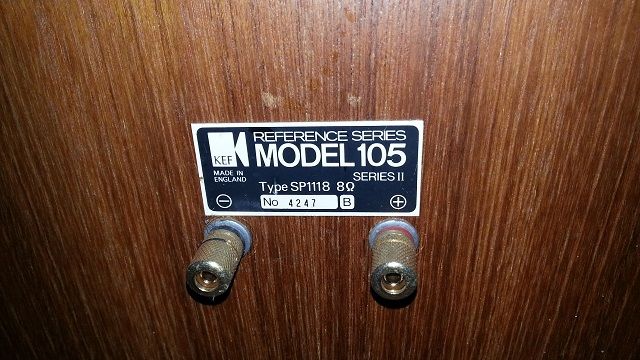 REFERENCE SERIES
KEF MODEL 105
MADE IN ENGLAND
SERIES II
Type SP1118 8Ω
− No 4247 B +